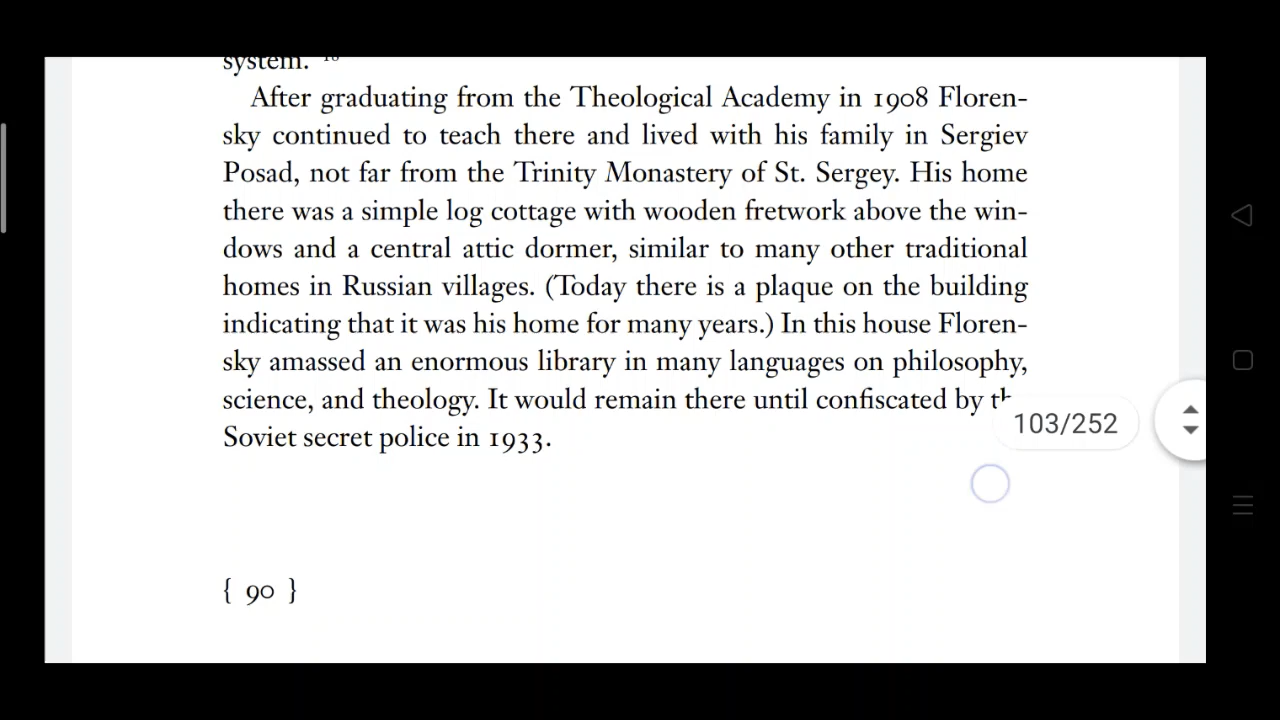 system. 18
After graduating from the Theological Academy in 1908 Floren-
sky continued to teach there and lived with his family in Sergiev
Posad, not far from the Trinity Monastery of St. Sergey. His home
there was a simple log cottage with wooden fretwork above the win-
dows and a central attic dormer, similar to many other traditional
homes in Russian villages. (Today there is a plaque on the building
indicating that it was his home for many years.) In this house Floren-
sky amassed an enormous library in many languages on philosophy,
science, and theology. It would remain there until confiscated by
103/252
Soviet secret police in 1933.
{ 90 }